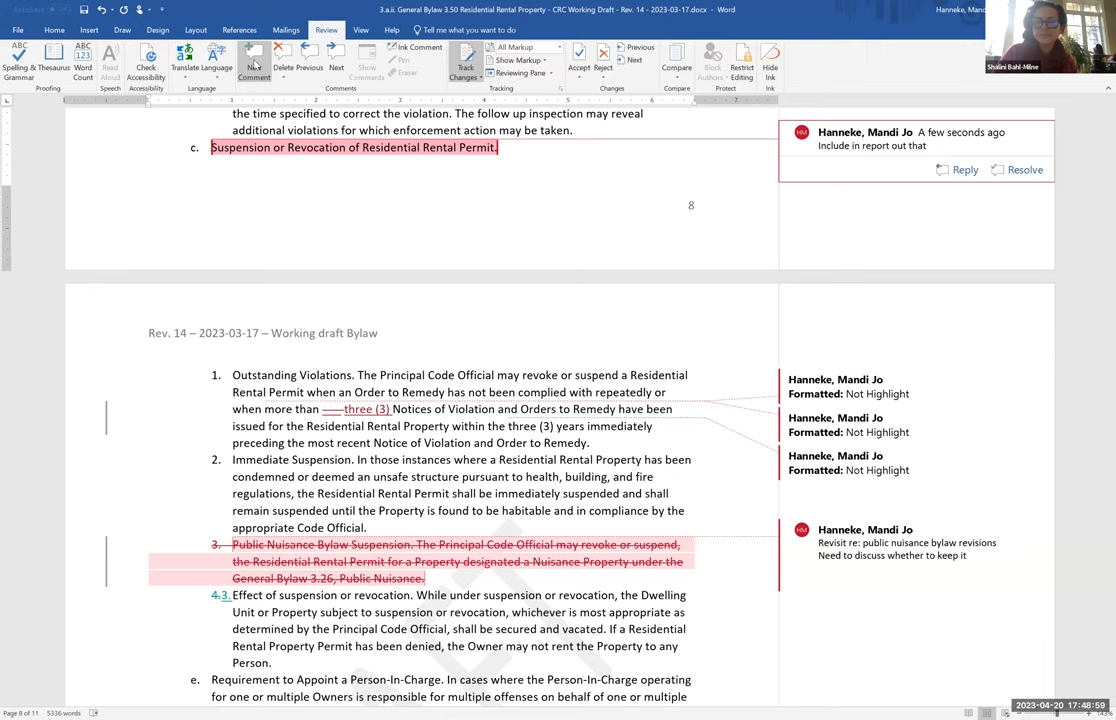 AutoSave
3.a.ii. General Bylaw 3.50 Residential Rental Property - CRC Working Draft - Rev. 14 - 2023-03-17.docx - Word
Hanneke, Mandi
File Home Insert Draw Design Layout References Mailings Review View Help Tell me what you want to do
Spelling & Grammar Thesaurus Word Count Read Aloud Check Accessibility Translate Language New Comment Delete Previous Next Show Comments Ink Comment Pen Eraser Track Changes All Markup Show Markup Reviewing Pane Accept Reject Previous Next Compare Block Authors Restrict Editing Hide Ink
Proofing Speech Accessibility Language Comments Tracking Changes Compare Protect Ink
Shalini Bahl-Milne
1 2 3 4 5 6 7
the time specified to correct the violation. The follow up inspection may reveal
additional violations for which enforcement action may be taken.
c. Suspension or Revocation of Residential Rental Permit.
Hanneke, Mandi Jo A few seconds ago
Include in report out that
Reply Resolve
8
Rev. 14 – 2023-03-17 – Working draft Bylaw
1. Outstanding Violations. The Principal Code Official may revoke or suspend a Residential
Rental Permit when an Order to Remedy has not been complied with repeatedly or
when more than ___ three (3) Notices of Violation and Orders to Remedy have been
issued for the Residential Rental Property within the three (3) years immediately
preceding the most recent Notice of Violation and Order to Remedy.
2. Immediate Suspension. In those instances where a Residential Rental Property has been
condemned or deemed an unsafe structure pursuant to health, building, and fire
regulations, the Residential Rental Permit shall be immediately suspended and shall
remain suspended until the Property is found to be habitable and in compliance by the
appropriate Code Official.
3. Public Nuisance Bylaw Suspension. The Principal Code Official may revoke or suspend,
the Residential Rental Permit for a Property designated a Nuisance Property under the
General Bylaw 3.26, Public Nuisance.
4.3. Effect of suspension or revocation. While under suspension or revocation, the Dwelling
Unit or Property subject to suspension or revocation, whichever is most appropriate as
determined by the Principal Code Official, shall be secured and vacated. If a Residential
Rental Property Permit has been denied, the Owner may not rent the Property to any
Person.
e. Requirement to Appoint a Person-In-Charge. In cases where the Person-In-Charge operating
for one or multiple Owners is responsible for multiple offenses on behalf of one or multiple
Hanneke, Mandi Jo
Formatted: Not Highlight
Hanneke, Mandi Jo
Formatted: Not Highlight
Hanneke, Mandi Jo
Formatted: Not Highlight
Hanneke, Mandi Jo
Revisit re: public nuisance bylaw revisions
Need to discuss whether to keep it
Page 8 of 11 5336 words
2023-04-20 17:48:59